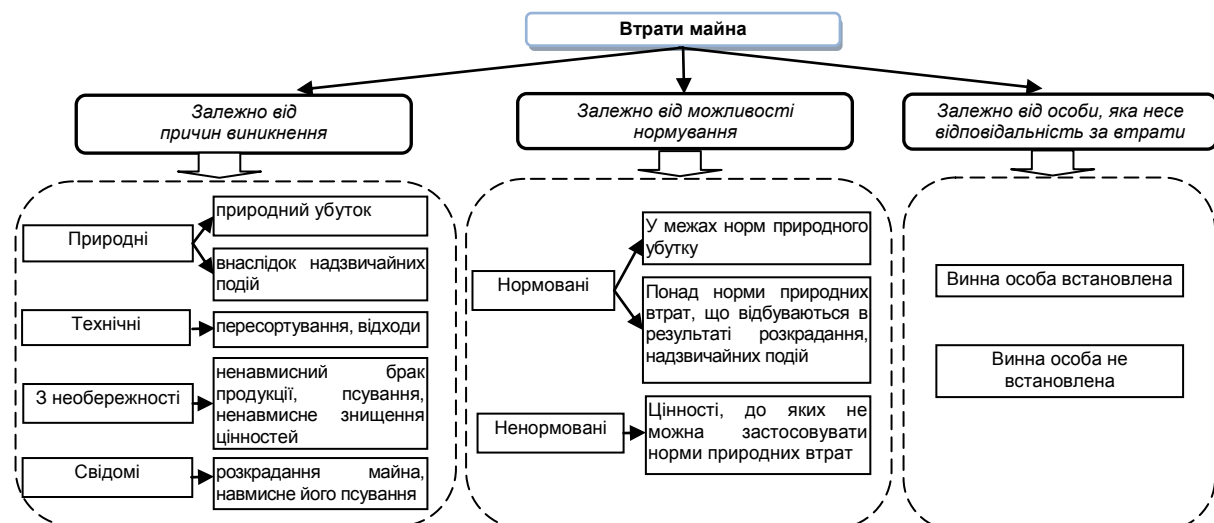 Втрати майна
Залежно від
причин виникнення
Природні
природний убуток
внаслідок надзвичайних
подій
Технічні
пересортування, відходи
З необережності
ненавмисний брак
продукції, псування,
ненавмисне знищення
цінностей
Свідомі
розкрадання майна,
навмисне його псування
Залежно від можливості
нормування
Нормовані
У межах норм природного
убутку
Понад норми природних
втрат, що відбуваються в
результаті розкрадання,
надзвичайних подій
Ненормовані
Цінності, до яких не
можна застосовувати
норми природних втрат
Залежно від особи, яка несе
відповідальність за втрати
Винна особа встановлена
Винна особа не
встановлена